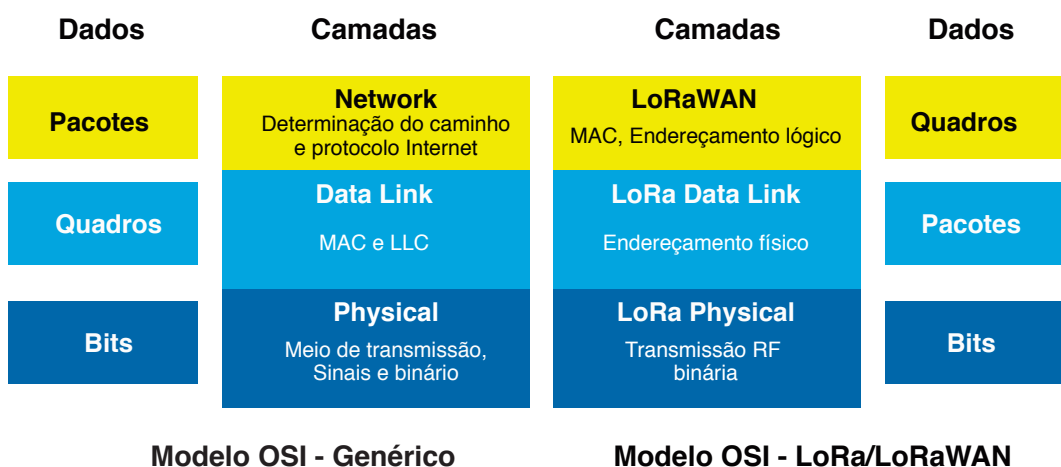 Dados Camadas Camadas Dados
Pacotes
Network
Determinação do caminho
e protocolo Internet
LoRaWAN
MAC, Endereçamento lógico
Quadros
Quadros
Data Link
MAC e LLC
LoRa Data Link
Endereçamento físico
Pacotes
Bits
Physical
Meio de transmissão,
Sinais e binário
LoRa Physical
Transmissão RF
binária
Bits
Modelo OSI - Genérico
Modelo OSI - LoRa/LoRaWAN